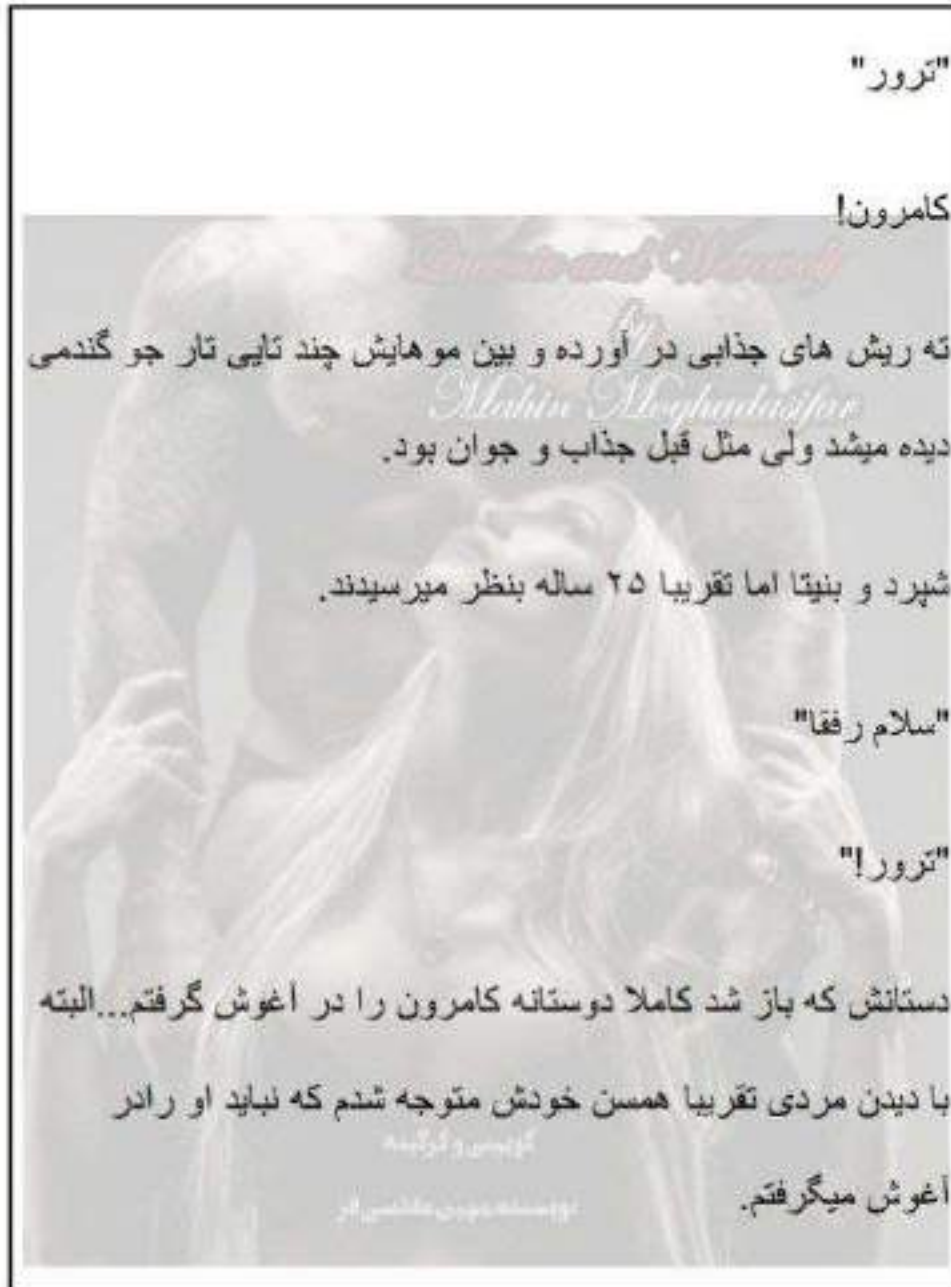 "ترور"
کامرون!
ته ریش های جذابی در آورده و بین موهایش چند تایی تار جو گندمی
دیده میشد ولی مثل قبل جذاب و جوان بود.
شپرد و بنیتا اما تقریبا ۲۵ ساله بنظر میرسیدند.
"سلام رفقا"
"ترور!"
دستانش که باز شد کاملا دوستانه کامرون را در آغوش گرفتم...البته
با دیدن مردی تقریبا همسن خودش متوجه شدم که نباید او رادر
آغوش میگرفتم.
by
Mahin Moghadasifar